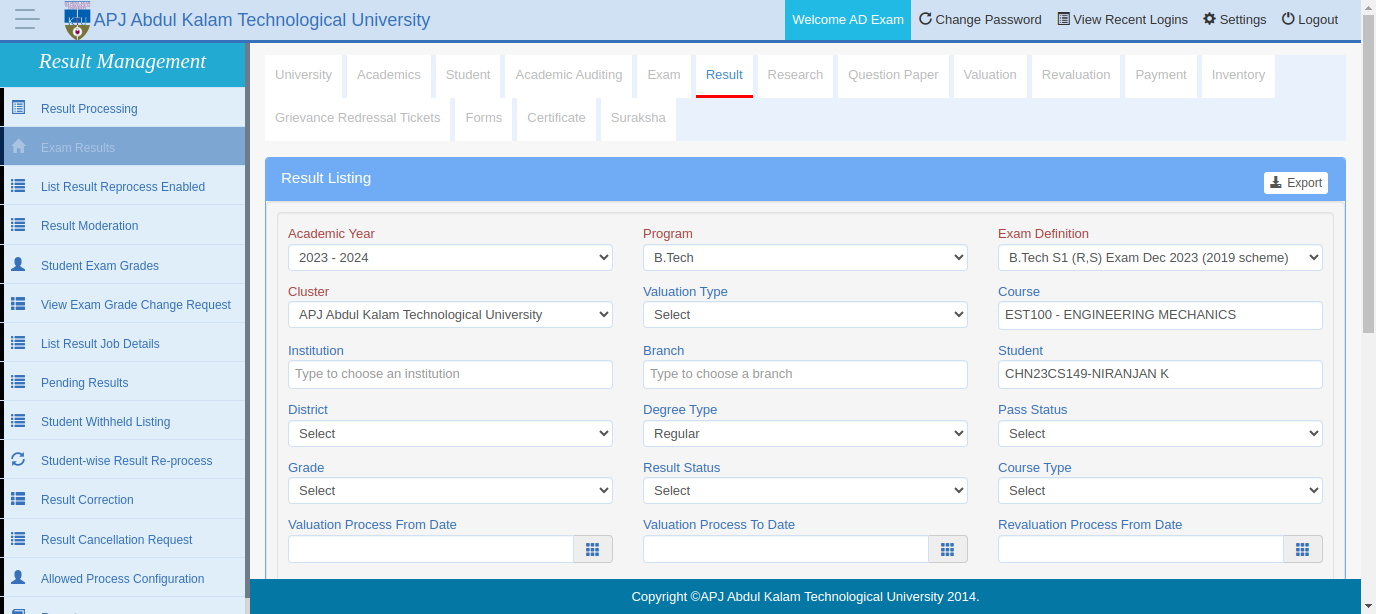 APJ Abdul Kalam Technological University
Welcome AD Exam Change Password View Recent Logins Settings Logout
Result Management
Result Processing
Exam Results
List Result Reprocess Enabled
Result Moderation
Student Exam Grades
View Exam Grade Change Request
List Result Job Details
Pending Results
Student Withheld Listing
Student-wise Result Re-process
Result Correction
Result Cancellation Request
Allowed Process Configuration
University Academics Student Academic Auditing Exam Result Research Question Paper Valuation Revaluation Payment Inventory
Grievance Redressal Tickets Forms Certificate Suraksha
Result Listing
Export
Academic Year Program Exam Definition
2023 - 2024 B.Tech B.Tech S1 (R,S) Exam Dec 2023 (2019 scheme)
Cluster Valuation Type Course
APJ Abdul Kalam Technological University Select EST100 - ENGINEERING MECHANICS
Institution Branch Student
Type to choose an institution Type to choose a branch CHN23CS149-NIRANJAN K
District Degree Type Pass Status
Select Regular Select
Grade Result Status Course Type
Select Select Select
Valuation Process From Date Valuation Process To Date Revaluation Process From Date
Copyright ©APJ Abdul Kalam Technological University 2014.